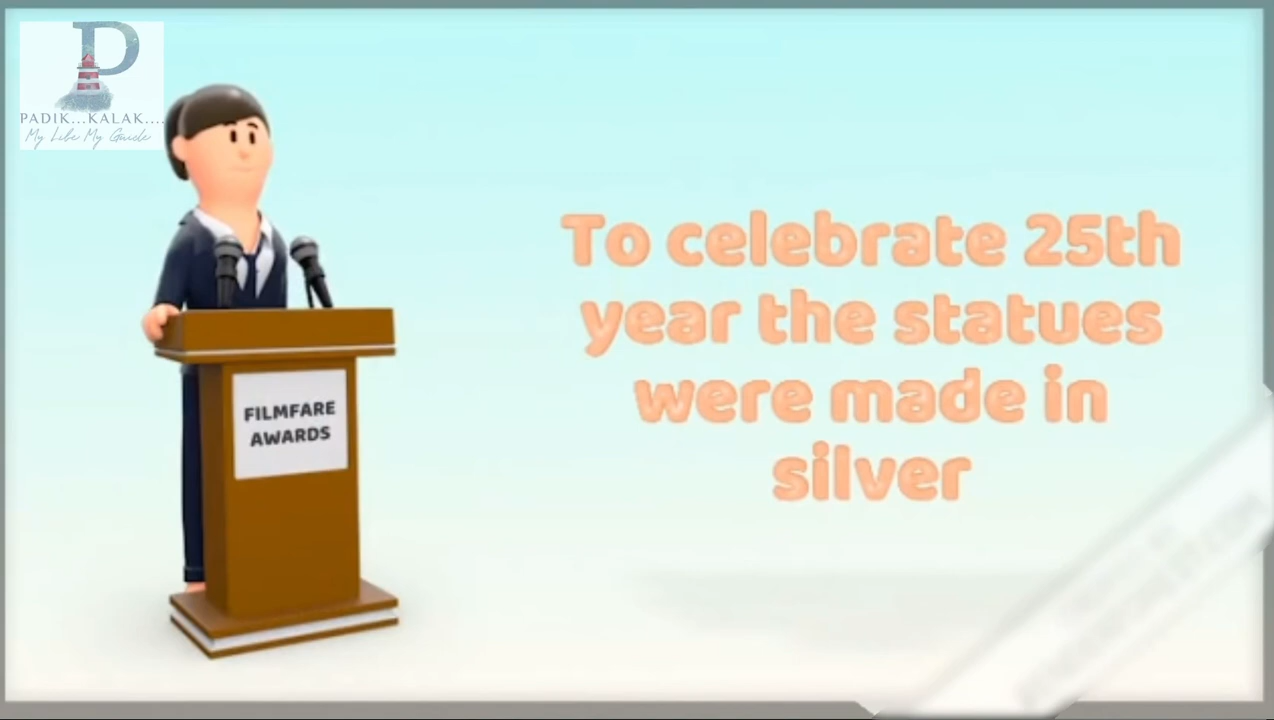 P
PADIK...KALAK....
My Life My Guide
To celebrate 25th
year the statues
were made in
silver
FILMFARE
AWARDS